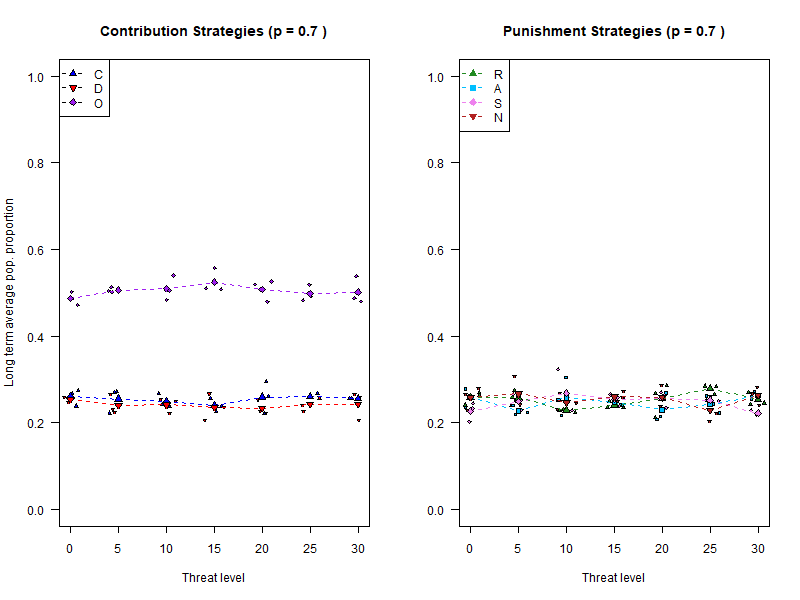 Contribution Strategies (p = 0.7 )
Long term average pop. proportion
1.0
0.8
0.6
0.4
0.2
0.0
C
D
O
0 5 10 15 20 25 30
Threat level
Punishment Strategies (p = 0.7 )
1.0
0.8
0.6
0.4
0.2
0.0
R
A
S
N
0 5 10 15 20 25 30
Threat level